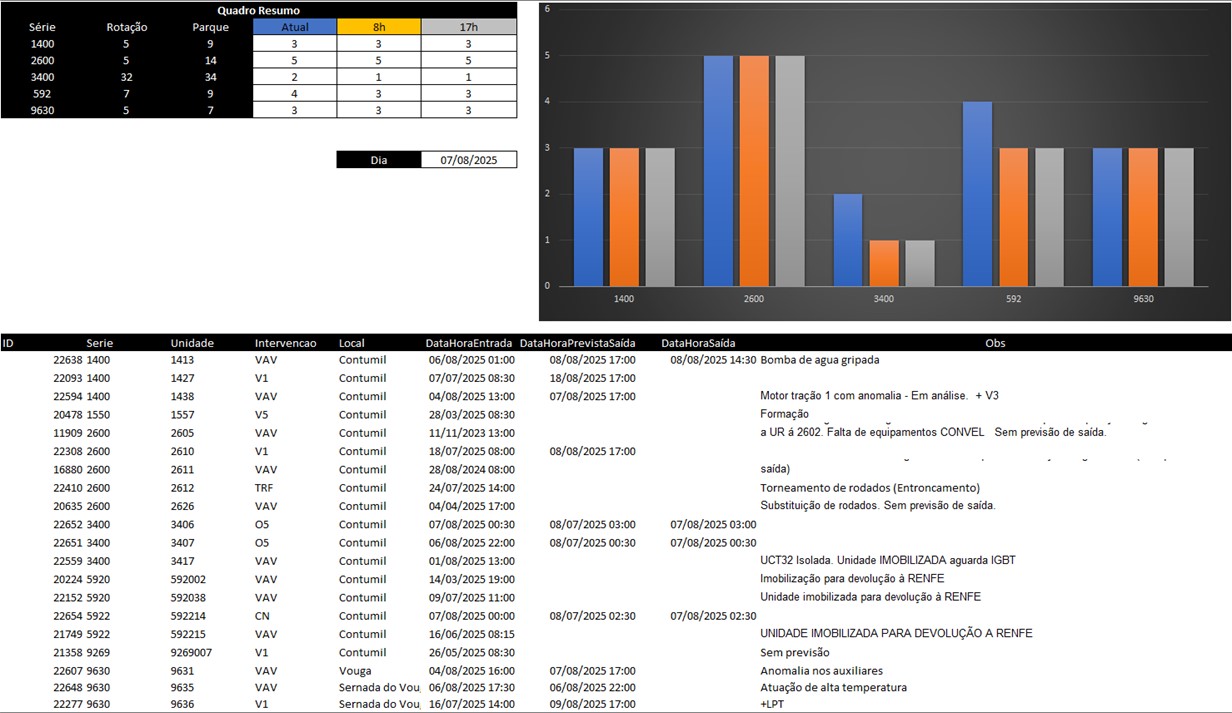 Quadro Resumo
Série Rotação Parque Atual 8h 17h
1400 5 9 3 3 3
2600 5 14 5 5 5
3400 32 34 2 1 1
592 7 9 4 3 3
9630 5 7 3 3 3
Dia 07/08/2025
6
5
4
3
2
1
0
1400 2600 3400 592 9630
ID Serie Unidade Intervencao Local DataHoraEntrada DataHoraPrevistaSaída DataHoraSaída Obs
22638 1400 1413 VAV Contumil 06/08/2025 01:00 08/08/2025 17:00 08/08/2025 14:30 Bomba de agua gripada
22093 1400 1427 V1 Contumil 07/07/2025 08:30 18/08/2025 17:00
22594 1400 1438 VAV Contumil 04/08/2025 13:00 07/08/2025 17:00 Motor tração 1 com anomalia - Em análise. + V3
20478 1550 1557 V5 Contumil 28/03/2025 08:30 Formação
11909 2600 2605 VAV Contumil 11/11/2023 13:00 a UR á 2602. Falta de equipamentos CONVEL Sem previsão de saída.
22308 2600 2610 V1 Contumil 18/07/2025 08:00 08/08/2025 17:00
16880 2600 2611 VAV Contumil 28/08/2024 08:00 saída)
22410 2600 2612 TRF Contumil 24/07/2025 14:00 Torneamento de rodados (Entroncamento)
20635 2600 2626 VAV Contumil 04/04/2025 17:00 Substituição de rodados. Sem previsão de saída.
22652 3400 3406 O5 Contumil 07/08/2025 00:30 08/07/2025 03:00 07/08/2025 03:00
22651 3400 3407 O5 Contumil 06/08/2025 22:00 08/07/2025 00:30 07/08/2025 00:30
22559 3400 3417 VAV Contumil 01/08/2025 13:00 UCT32 Isolada. Unidade IMOBILIZADA aguarda IGBT
20224 5920 592002 VAV Contumil 14/03/2025 19:00 Imobilização para devolução à RENFE
22152 5920 592038 VAV Contumil 09/07/2025 11:00 Unidade imobilizada para devolução à RENFE
22654 5922 592214 CN Contumil 07/08/2025 00:00 08/07/2025 02:30 07/08/2025 02:30
21749 5922 592215 VAV Contumil 16/06/2025 08:15 UNIDADE IMOBILIZADA PARA DEVOLUÇÃO A RENFE
21358 9269 9269007 V1 Contumil 26/05/2025 08:30 Sem previsão
22607 9630 9631 VAV Vouga 04/08/2025 16:00 07/08/2025 17:00 Anomalia nos auxiliares
22648 9630 9635 VAV Sernada do Vou 06/08/2025 17:30 06/08/2025 22:00 Atuação de alta temperatura
22277 9630 9636 V1 Sernada do Vou 16/07/2025 14:00 09/08/2025 17:00 +LPT